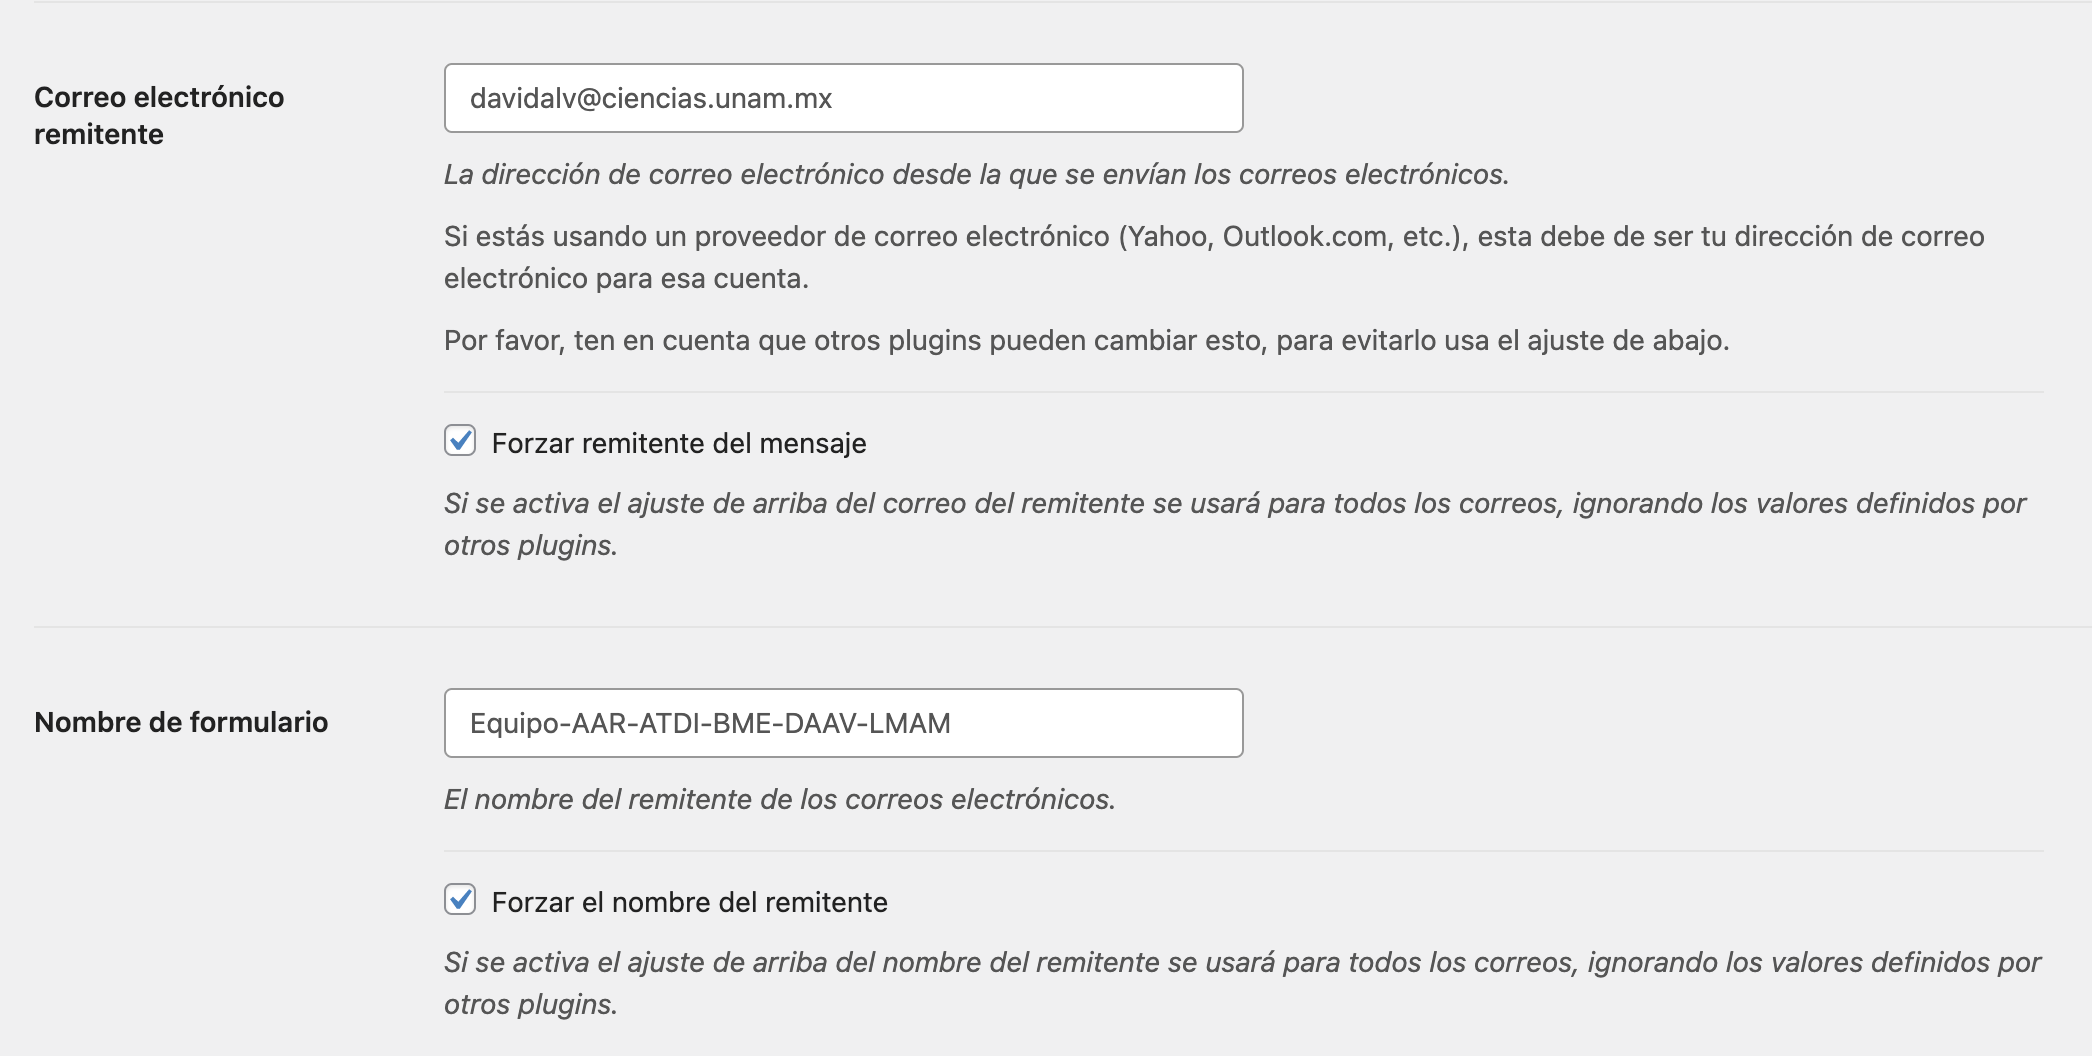 Correo electrónico
remitente
davidalv@ciencias.unam.mx
La dirección de correo electrónico desde la que se envían los correos electrónicos.
Si estás usando un proveedor de correo electrónico (Yahoo, Outlook.com, etc.), esta debe de ser tu dirección de correo
electrónico para esa cuenta.
Por favor, ten en cuenta que otros plugins pueden cambiar esto, para evitarlo usa el ajuste de abajo.
Forzar remitente del mensaje
Si se activa el ajuste de arriba del correo del remitente se usará para todos los correos, ignorando los valores definidos por
otros plugins.
Nombre de formulario
Equipo-AAR-ATDI-BME-DAAV-LMAM
El nombre del remitente de los correos electrónicos.
Forzar el nombre del remitente
Si se activa el ajuste de arriba del nombre del remitente se usará para todos los correos, ignorando los valores definidos por
otros plugins.